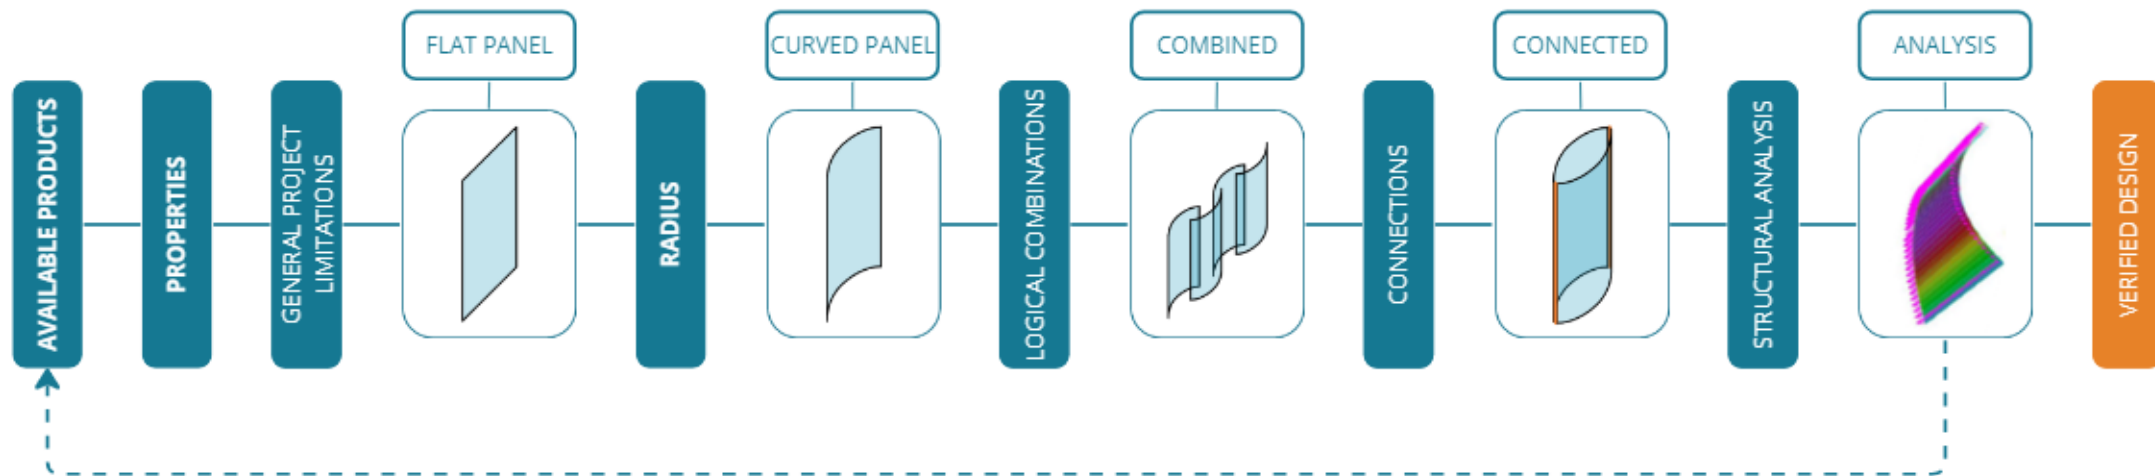 FLAT PANEL
CURVED PANEL
COMBINED
CONNECTED
ANALYSIS
AVAILABLE PRODUCTS
PROPERTIES
GENERAL PROJECT
LIMITATIONS
RADIUS
LOGICAL COMBINATIONS
CONNECTIONS
STRUCTURAL ANALYSIS
VERIFIED DESIGN